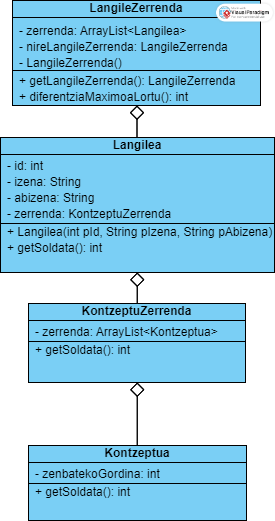 LangileZerrenda
Visual Paradigm
- zerrenda: ArrayList<Langilea>
- nireLangileZerrenda: LangileZerrenda
- LangileZerrenda()
+ getLangileZerrenda(): LangileZerrenda
+ diferentziaMaximoaLortu(): int
Langilea
- id: int
- izena: String
- abizena: String
- zerrenda: KontzeptuZerrenda
+ Langilea(int pId, String pIzena, String pAbizena)
+ getSoldata(): int
KontzeptuZerrenda
- zerrenda: ArrayList<Kontzeptua>
+ getSoldata(): int
Kontzeptua
- zenbatekoGordina: int
+ getSoldata(): int